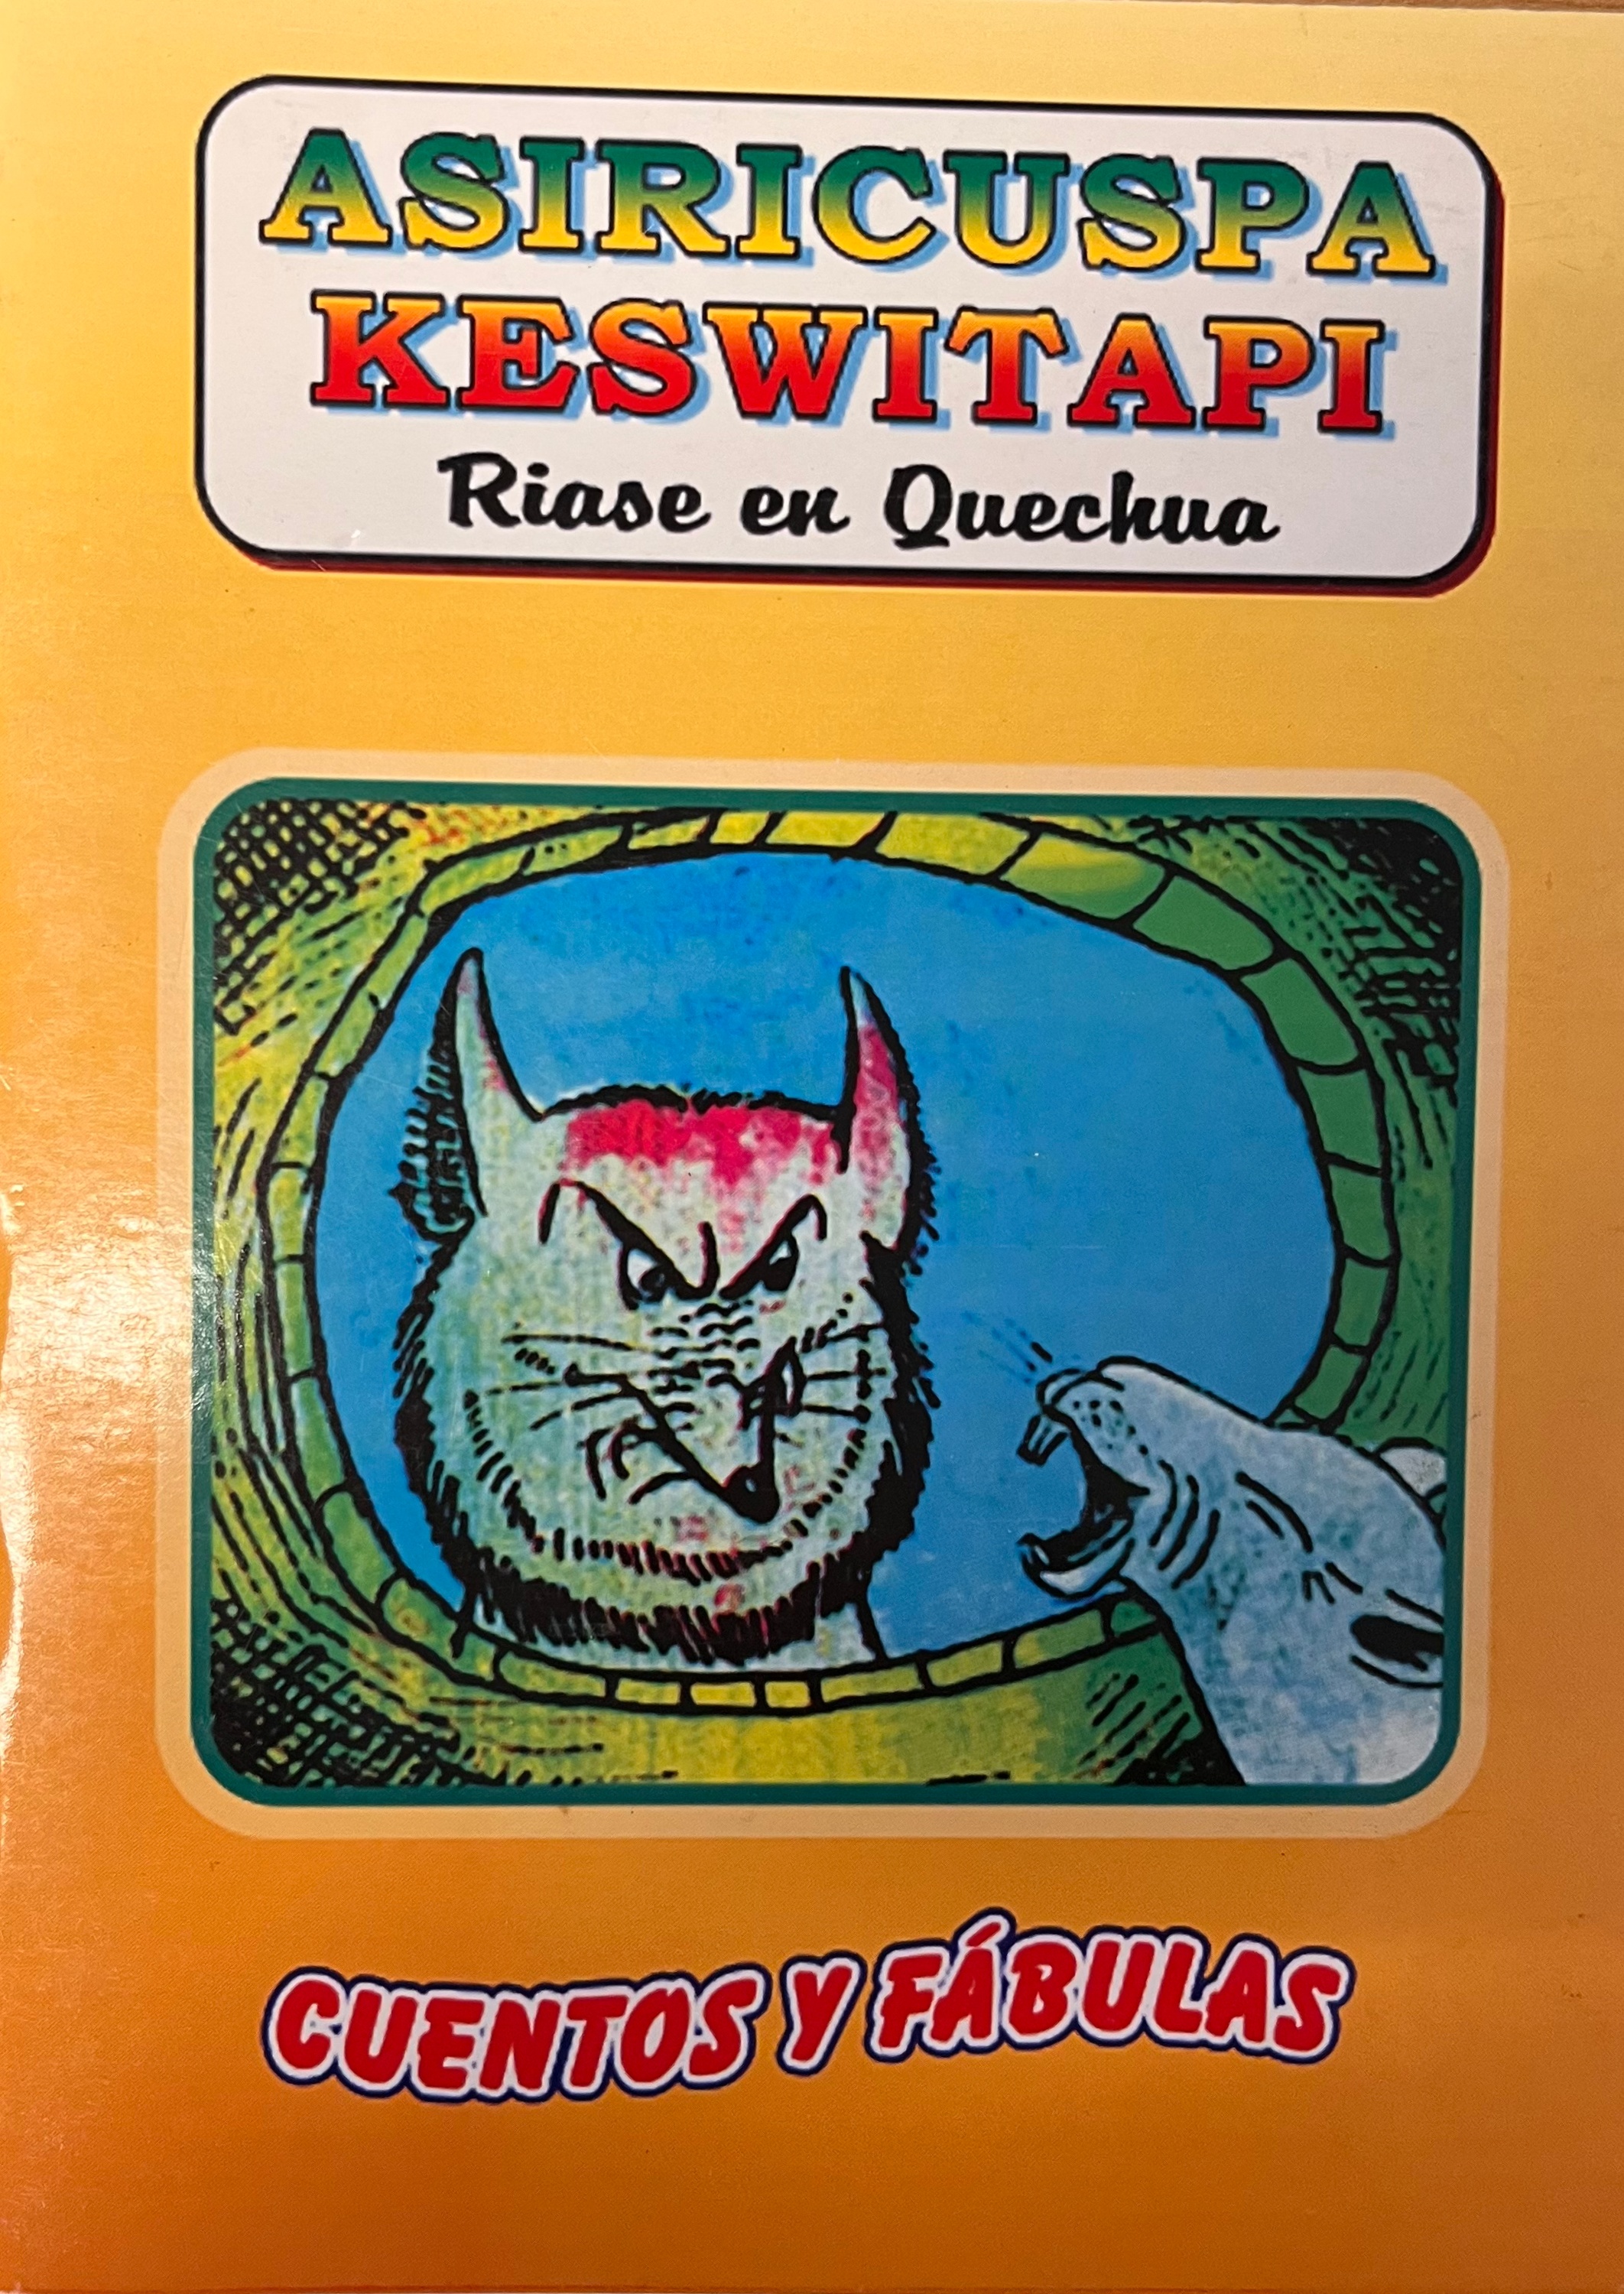 ASIRICUSPA
KESWITAPI
Riase en Quechua
CUENTOS Y FÁBULAS